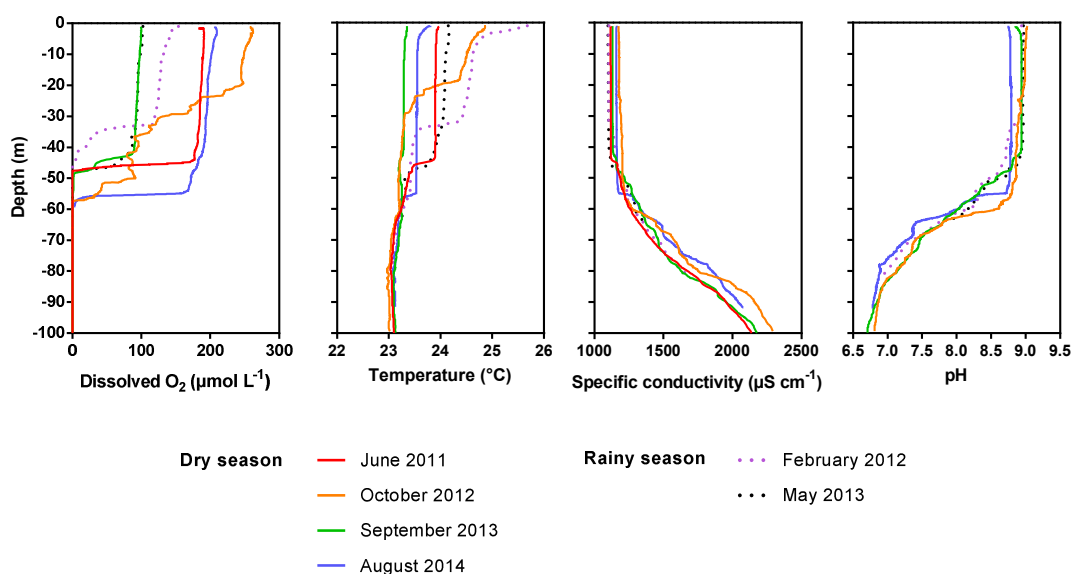 Depth (m)
0
-10
-20
-30
-40
-50
-60
-70
-80
-90
-100
0 100 200 300
22 23 24 25 26
1000 1500 2000 2500
6.5 7.0 7.5 8.0 8.5 9.0 9.5
Dissolved O₂ (µmol L⁻¹)
Temperature (°C)
Specific conductivity (µS cm⁻¹)
pH
Dry season
June 2011
October 2012
September 2013
August 2014
Rainy season
February 2012
May 2013